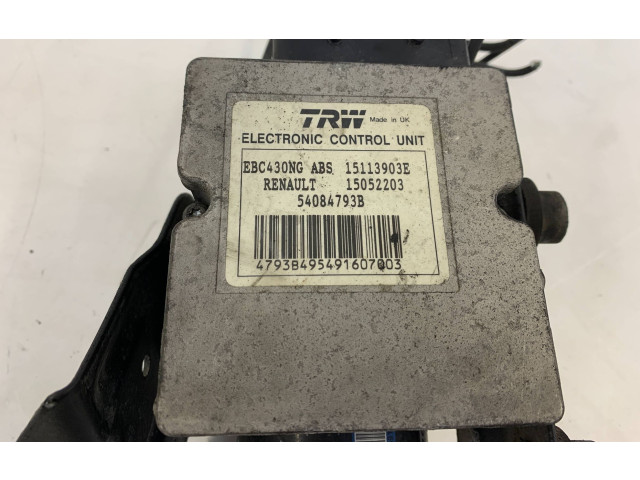 TRW Made in UK
ELECTRONIC CONTROL UNIT
EBC430NG ABS 15113903E
RENAULT 15052203
54084793B
4793B495491607003